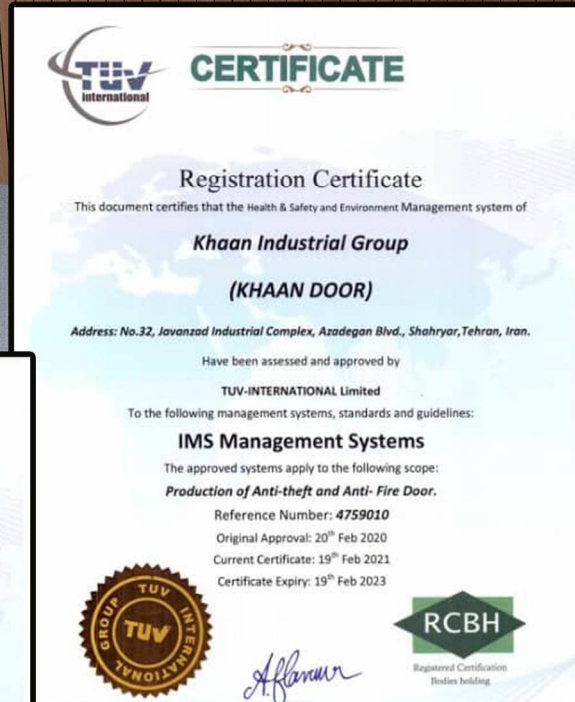 TÜV
international
CERTIFICATE
Registration Certificate
This document certifies that the Health & Safety and Environment Management system of
Khaan Industrial Group
(KHAAN DOOR)
Address: No.32, Javanzad Industrial Complex, Azadegan Blvd., Shahryar,Tehran, Iran.
Have been assessed and approved by
TUV-INTERNATIONAL Limited
To the following management systems, standards and guidelines:
IMS Management Systems
The approved systems apply to the following scope:
Production of Anti-theft and Anti- Fire Door.
Reference Number: 4759010
Original Approval: 20th Feb 2020
Current Certificate: 19th Feb 2021
Certificate Expiry: 19th Feb 2023
TUV INTERNATIONAL GROUP
TUV
RCBH
Registered Certification
Bodies holding